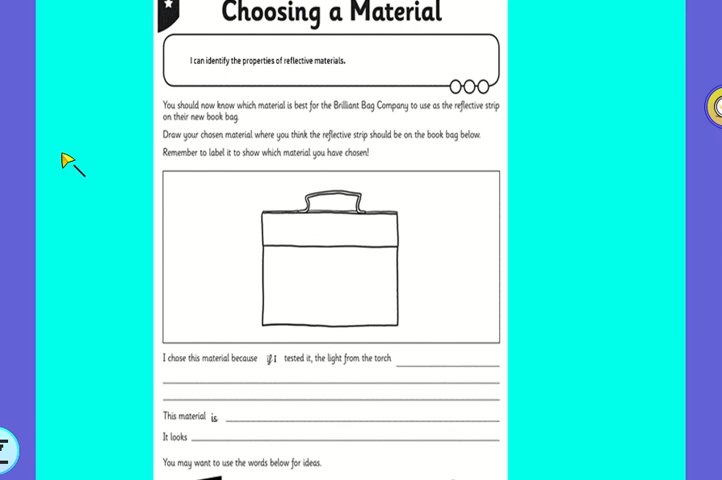 Choosing a Material
I can identify the properties of reflective materials.
You should now know which material is best for the Brilliant Bag Company to use as the reflective strip
on their new book bag.
Draw your chosen material where you think the reflective strip should be on the book bag below.
Remember to label it to show which material you have chosen!
I chose this material because if I tested it, the light from the torch
This material is
It looks
You may want to use the words below for ideas.